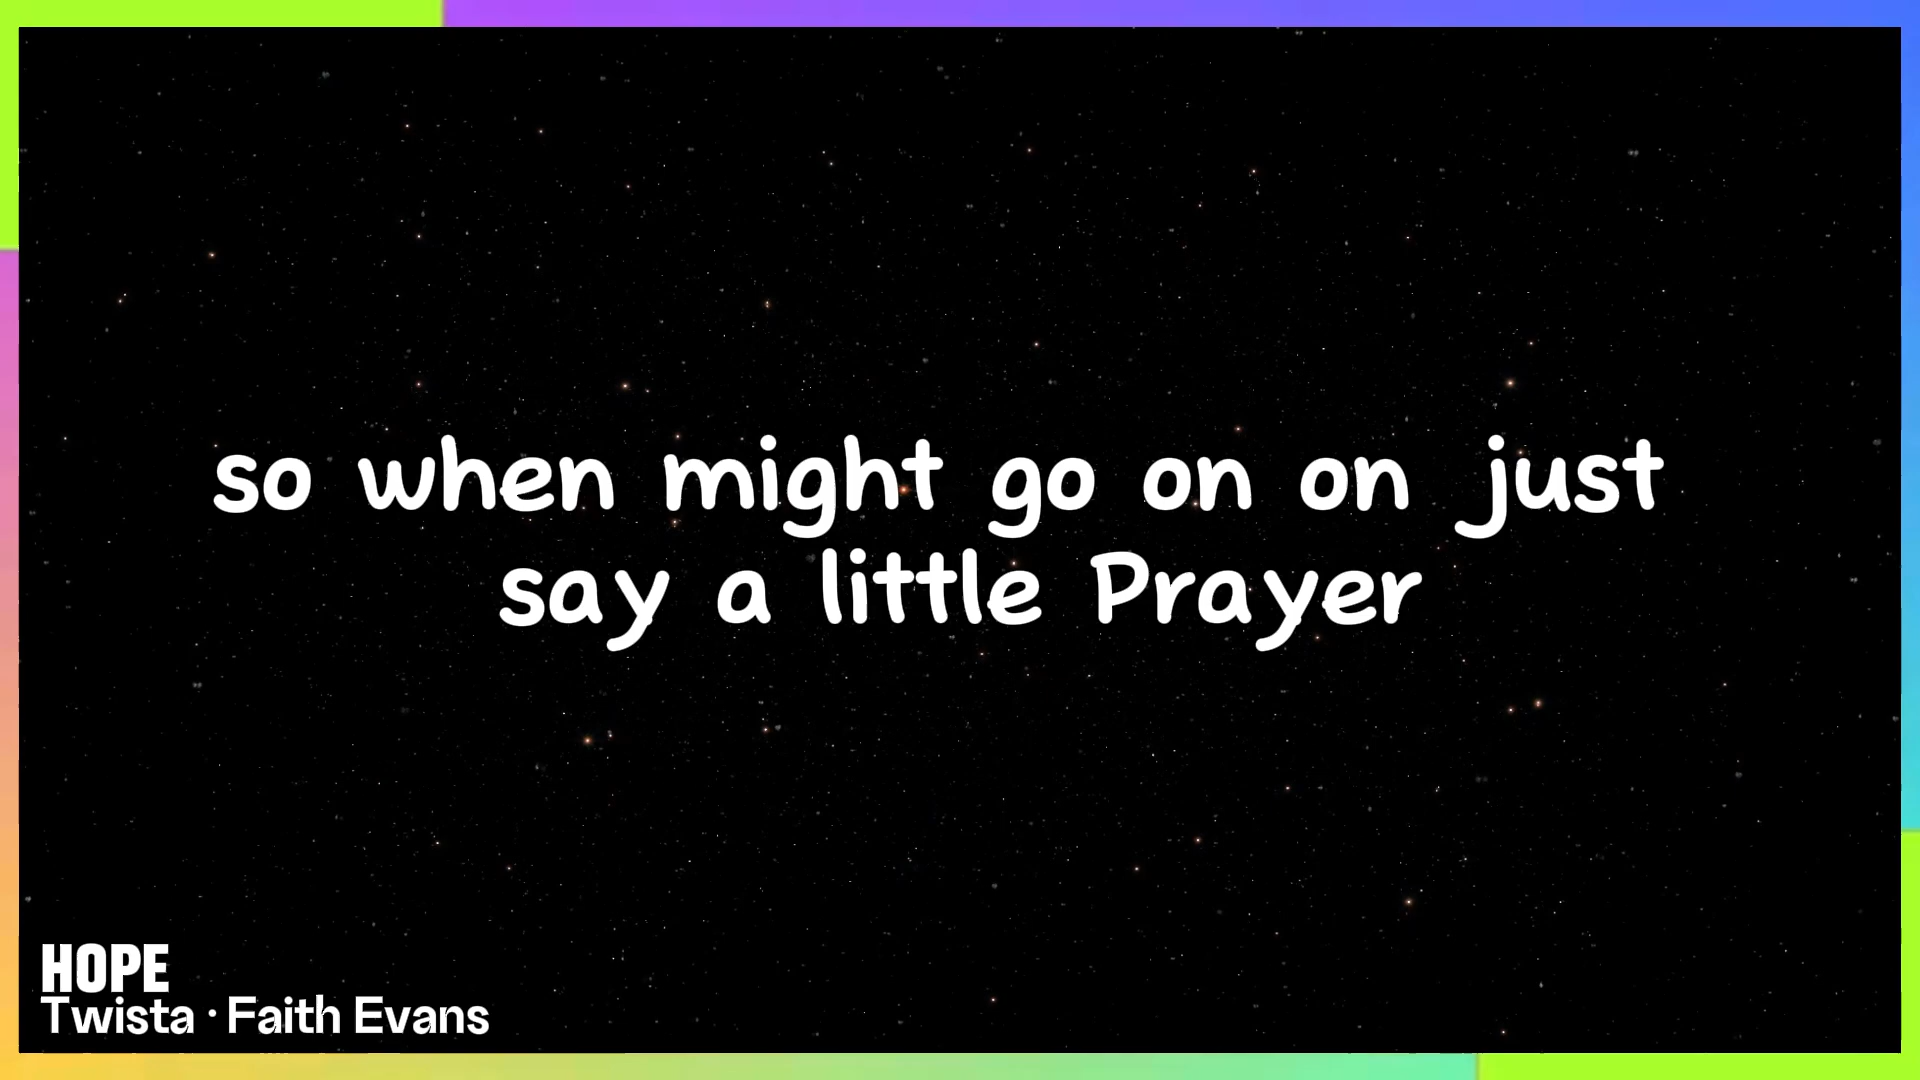 so when might go on on just
say a little Prayer
HOPE
Twista · Faith Evans